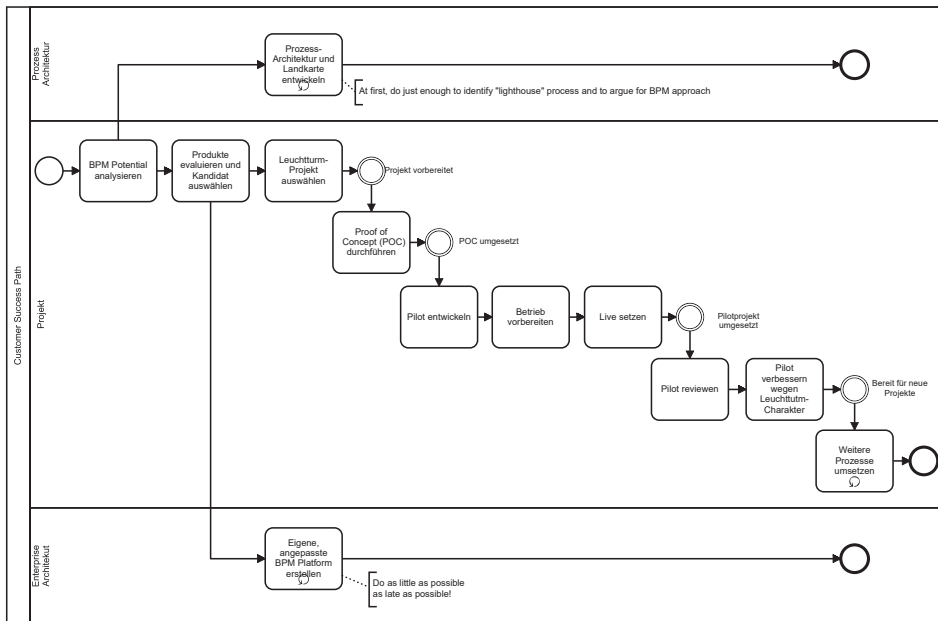 Customer Success Path
Prozess
Architektur
Prozess-
Architektur und
Landkarte
entwickeln
At first, do just enough to identify "lighthouse" process and to argue for BPM approach
Projekt
BPM Potential
analysieren
Produkte
evaluieren und
Kandidat
auswählen
Leuchtturm-
Projekt
auswählen
Projekt vorbereitet
Proof of
Concept (POC)
durchführen
POC umgesetzt
Pilot entwickeln
Betrieb
vorbereiten
Live setzen
Pilotprojekt
umgesetzt
Pilot reviewen
Pilot
verbessern
wegen
Leuchttutm-
Charakter
Bereit für neue
Projekte
Weitere
Prozesse
umsetzen
Enterprise
Architekut
Eigene,
angepasste
BPM Platform
erstellen
Do as little as possible
as late as possible!